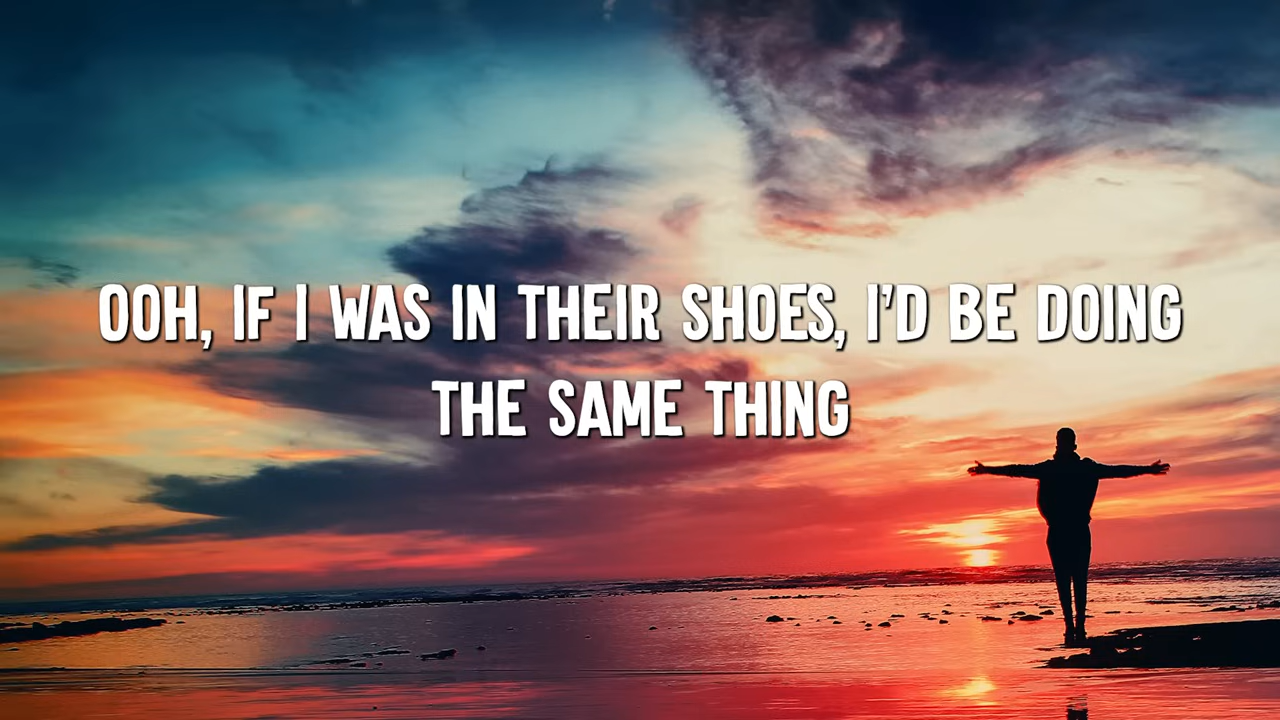 OOH, IF I WAS IN THEIR SHOES, I'D BE DOING
THE SAME THING